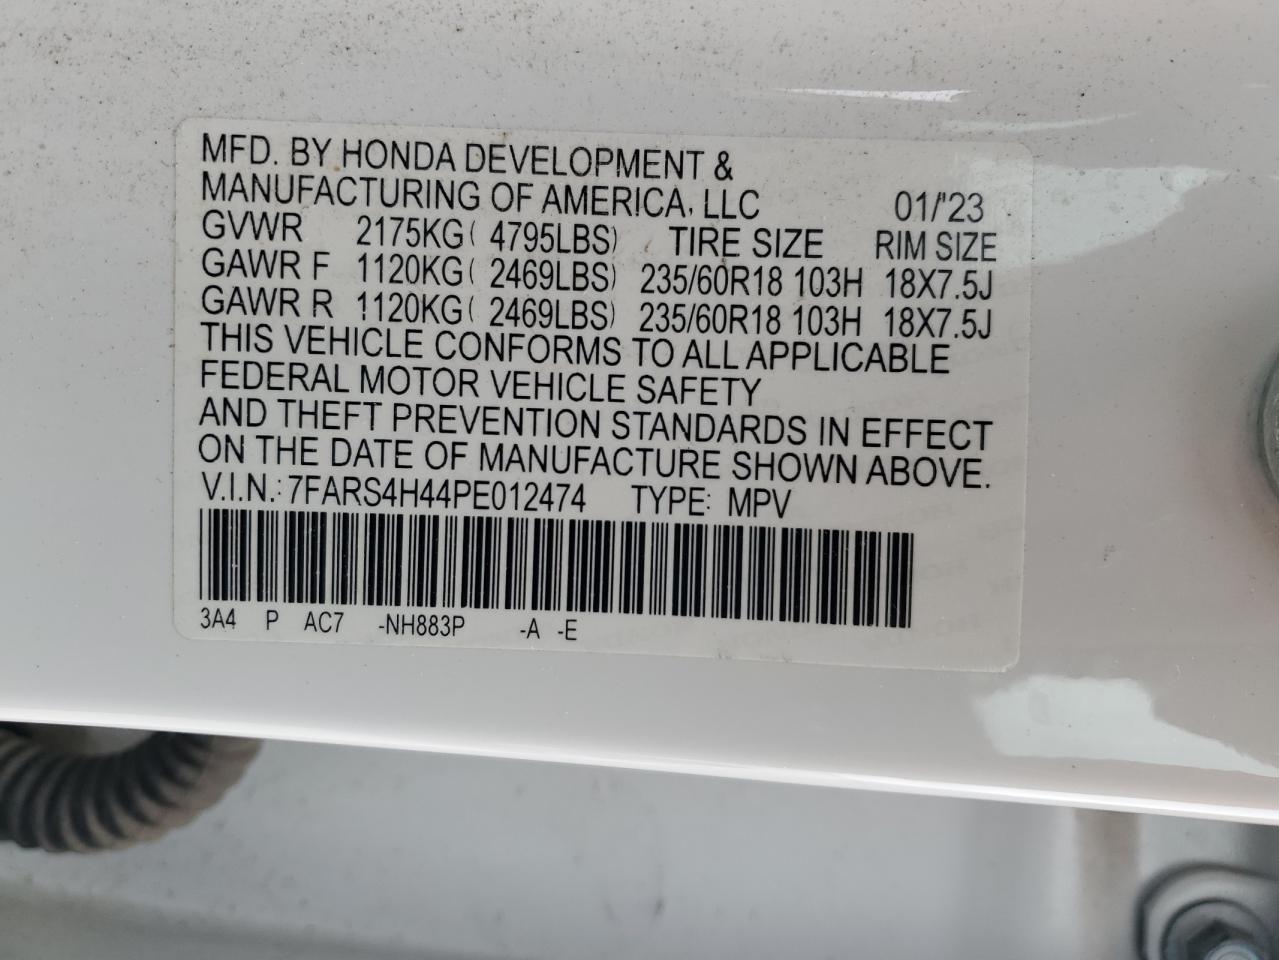 MFD. BY HONDA DEVELOPMENT &
MANUFACTURING OF AMERICA, LLC 01/'23
GVWR 2175KG( 4795LBS) TIRE SIZE RIM SIZE
GAWR F 1120KG( 2469LBS) 235/60R18 103H 18X7.5J
GAWR R 1120KG( 2469LBS) 235/60R18 103H 18X7.5J
THIS VEHICLE CONFORMS TO ALL APPLICABLE
FEDERAL MOTOR VEHICLE SAFETY
AND THEFT PREVENTION STANDARDS IN EFFECT
ON THE DATE OF MANUFACTURE SHOWN ABOVE.
V.I.N.: 7FARS4H44PE012474 TYPE: MPV
3A4 P AC7 -NH883P -A -E